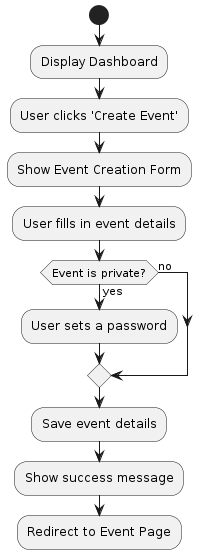 Display Dashboard
User clicks 'Create Event'
Show Event Creation Form
User fills in event details
Event is private?
no
yes
User sets a password
Save event details
Show success message
Redirect to Event Page